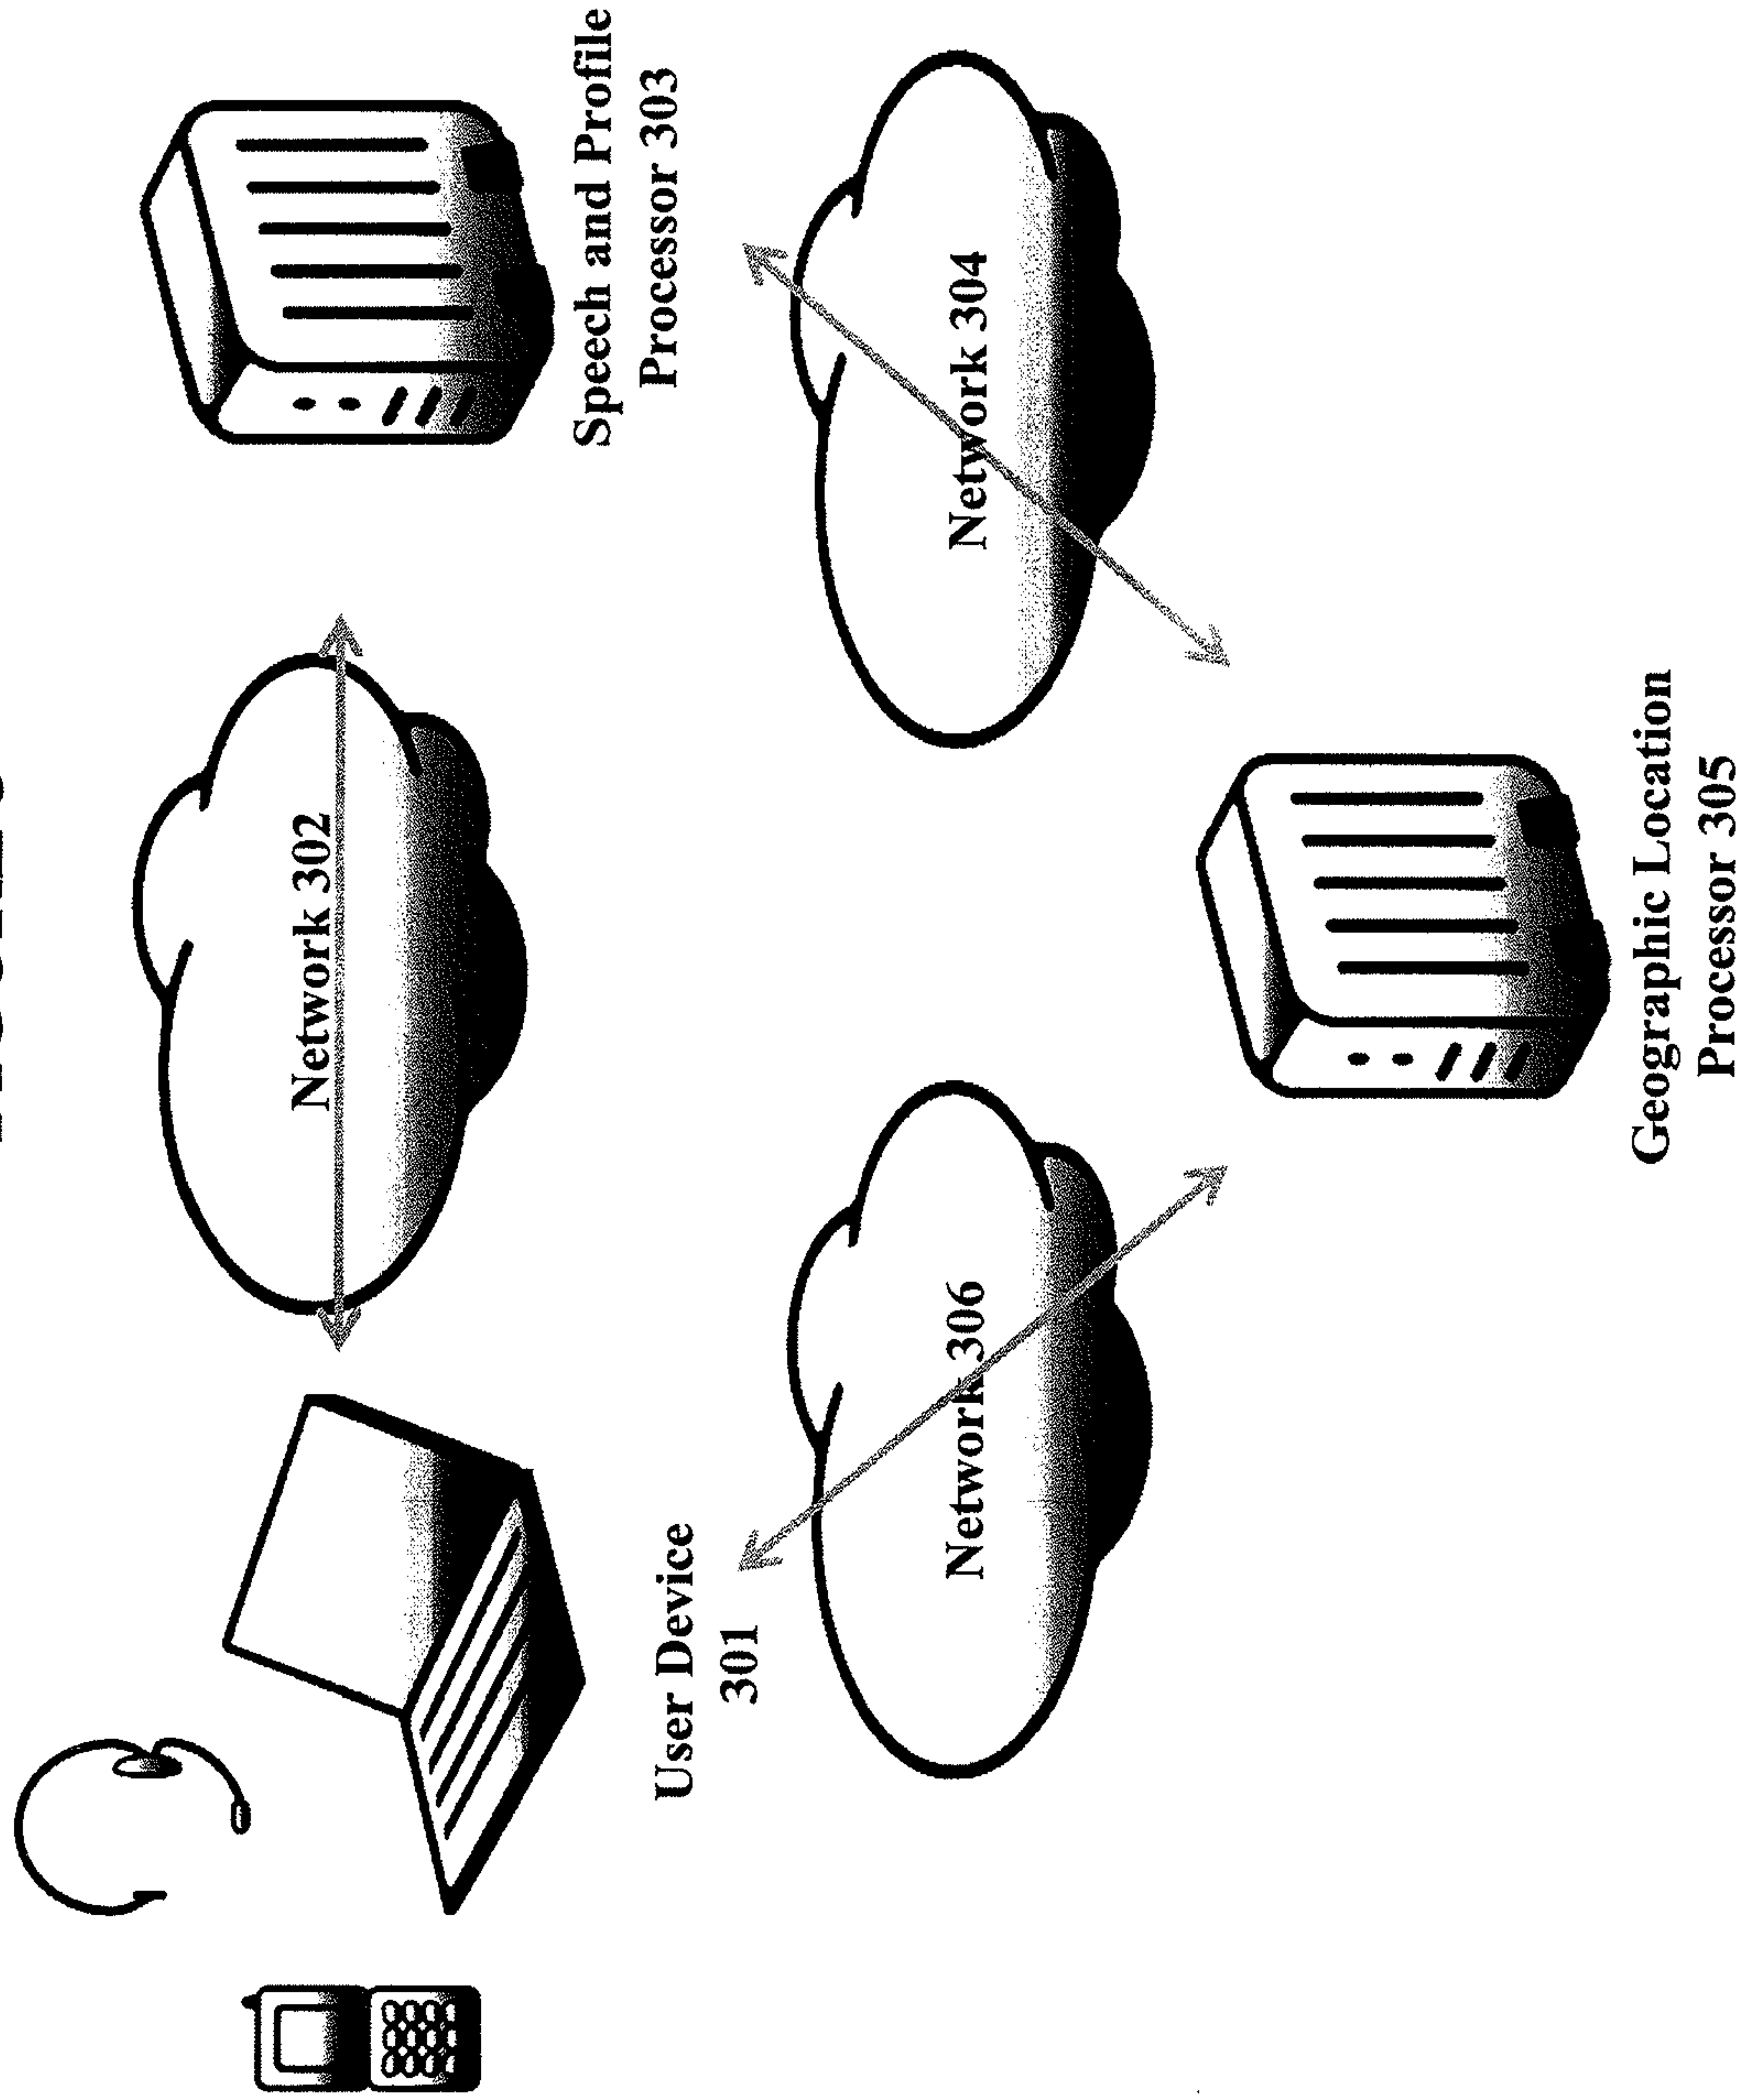 Network 302
Speech and Profile
Processor 303
User Device
301
Network 306
Network 304
Geographic Location
Processor 305